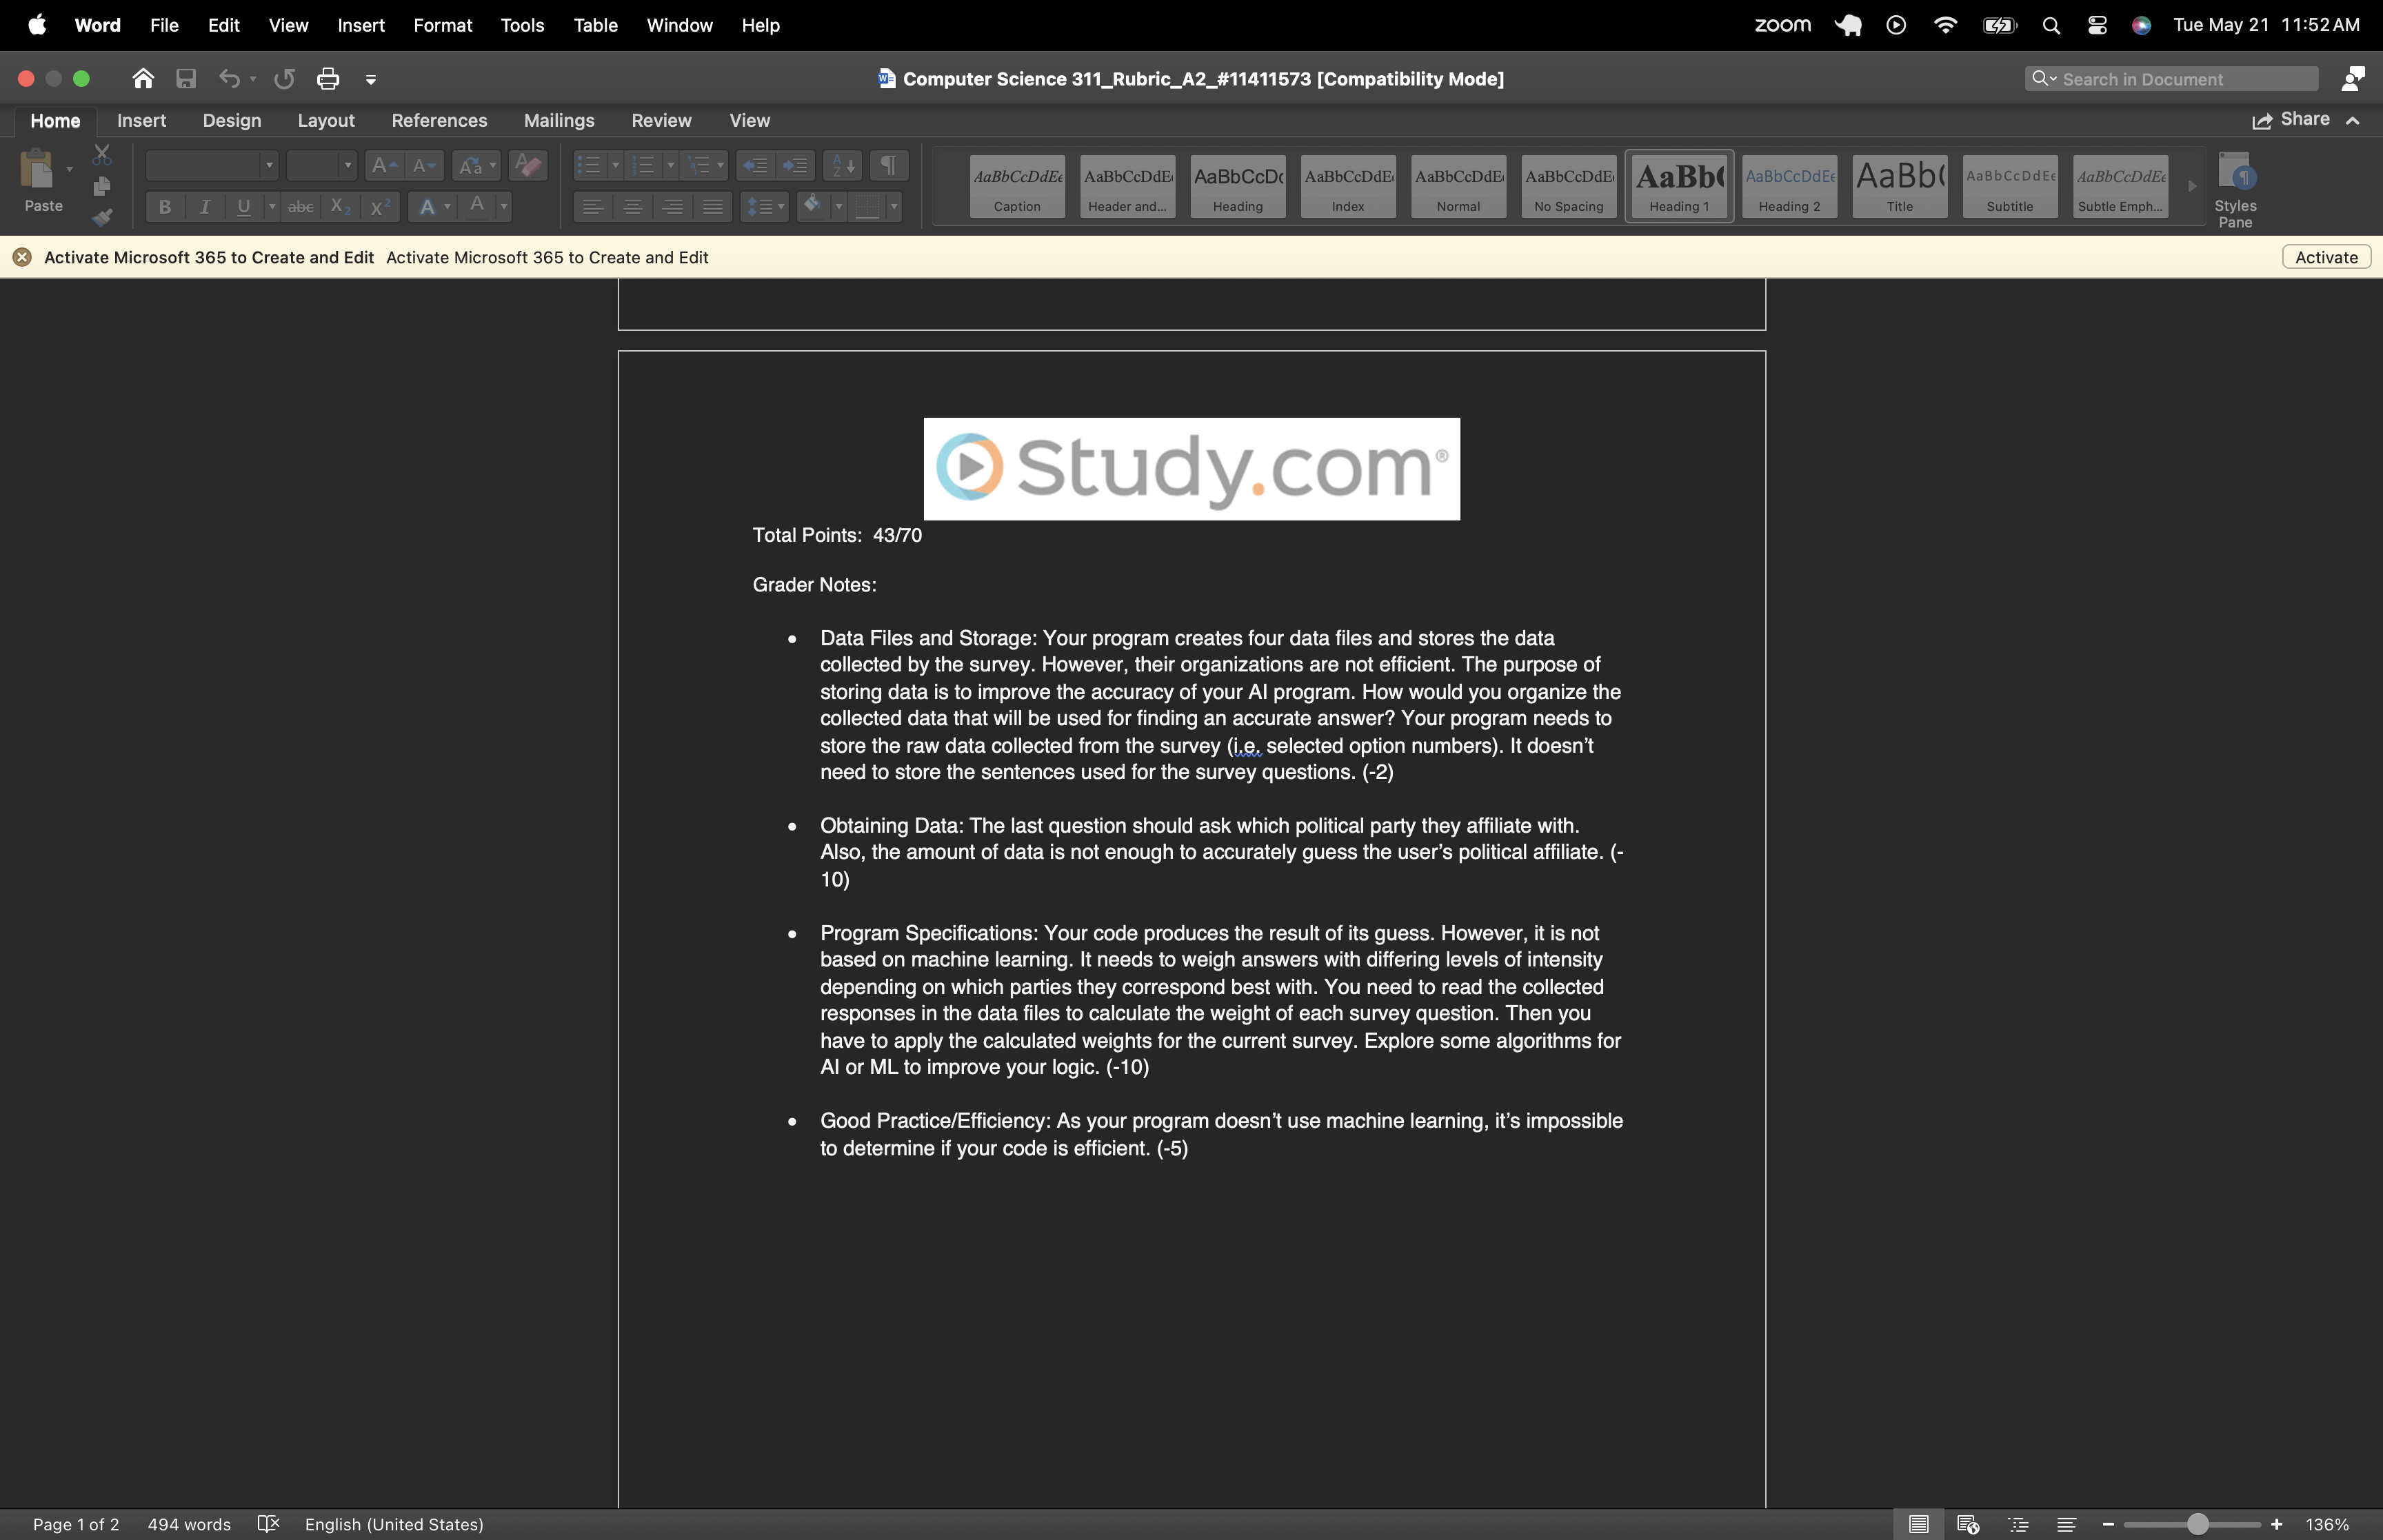 Word File Edit View Insert Format Tools Table Window Help zoom Tue May 21 11:52 AM
Computer Science 311_Rubric_A2_#11411573 [Compatibility Mode] Search in Document
Home Insert Design Layout References Mailings Review View Share
Paste
AaBbCcDdEe AaBbCcDdEe AaBbCcDc AaBbCcDdEe AaBbCcDdEe AaBbCcDdEe AaBb( AaBbCcDdEe AaBb( AaBbCcDdEe AaBbCcDdEe
Caption Header and... Heading Index Normal No Spacing Heading 1 Heading 2 Title Subtitle Subtle Emph...
Styles
Pane
Activate Microsoft 365 to Create and Edit Activate Microsoft 365 to Create and Edit Activate
Study.com®
Total Points: 43/70
Grader Notes:
• Data Files and Storage: Your program creates four data files and stores the data
collected by the survey. However, their organizations are not efficient. The purpose of
storing data is to improve the accuracy of your AI program. How would you organize the
collected data that will be used for finding an accurate answer? Your program needs to
store the raw data collected from the survey (i.e. selected option numbers). It doesn't
need to store the sentences used for the survey questions. (-2)
• Obtaining Data: The last question should ask which political party they affiliate with.
Also, the amount of data is not enough to accurately guess the user's political affiliate. (-
10)
• Program Specifications: Your code produces the result of its guess. However, it is not
based on machine learning. It needs to weigh answers with differing levels of intensity
depending on which parties they correspond best with. You need to read the collected
responses in the data files to calculate the weight of each survey question. Then you
have to apply the calculated weights for the current survey. Explore some algorithms for
AI or ML to improve your logic. (-10)
• Good Practice/Efficiency: As your program doesn't use machine learning, it's impossible
to determine if your code is efficient. (-5)
Page 1 of 2 494 words English (United States) 136%